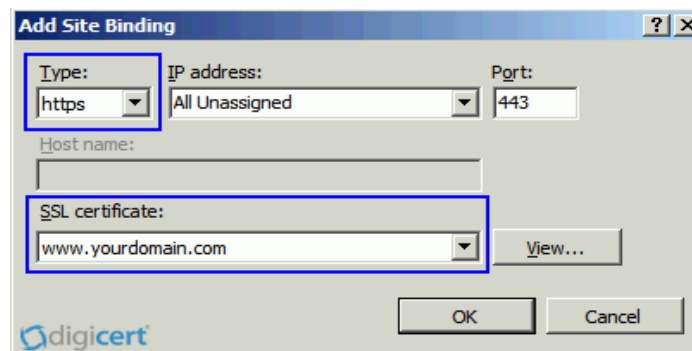 Add Site Binding
Type: IP address: Port:
https All Unassigned 443
Host name:
SSL certificate:
www.yourdomain.com View...
OK Cancel
digicert